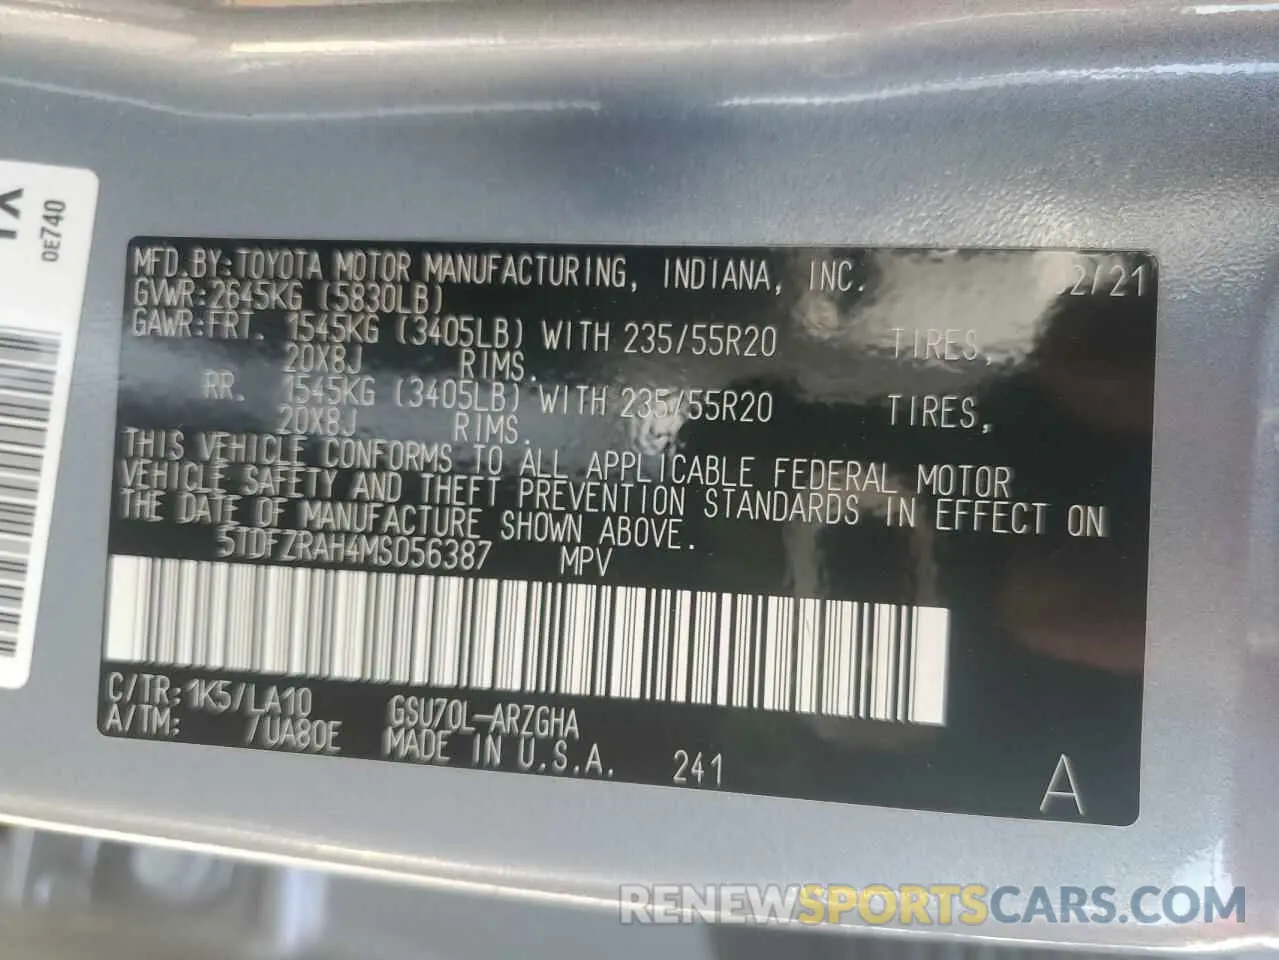 0E740
MFD.BY:TOYOTA MOTOR MANUFACTURING, INDIANA, INC. 2/21
GVWR:2645KG (5830LB)
GAWR:FRT. 1545KG (3405LB) WITH 235/55R20 TIRES,
20X8J RIMS.
RR. 1545KG (3405LB) WITH 235/55R20 TIRES,
20X8J RIMS.
THIS VEHICLE CONFORMS TO ALL APPLICABLE FEDERAL MOTOR
VEHICLE SAFETY AND THEFT PREVENTION STANDARDS IN EFFECT ON
THE DATE OF MANUFACTURE SHOWN ABOVE.
5TDFZRAH4MS056387 MPV
C/TR:1K5/LA10 GSU70L-ARZGHA
A/TM: /UA80E MADE IN U.S.A. 241
A
RENEWSPORTSCARS.COM